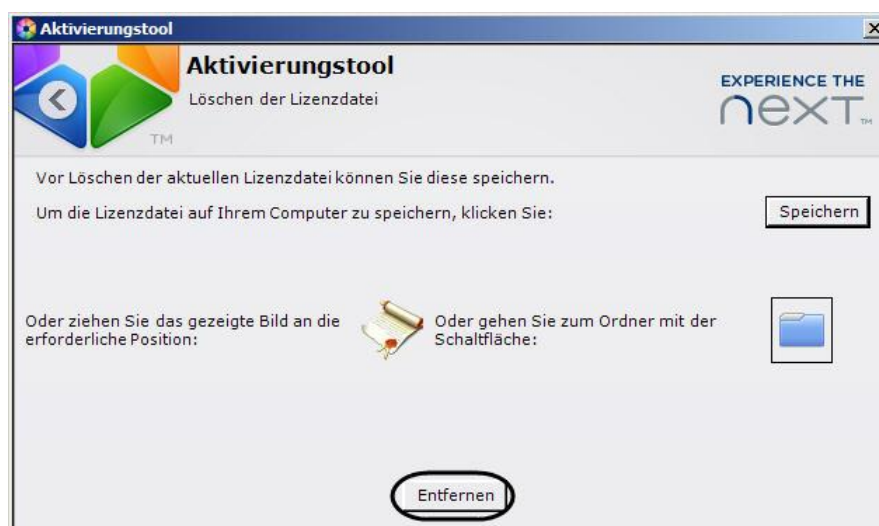 Aktivierungstool
Aktivierungstool
Löschen der Lizenzdatei
TM
EXPERIENCE THE
next™
Vor Löschen der aktuellen Lizenzdatei können Sie diese speichern.
Um die Lizenzdatei auf Ihrem Computer zu speichern, klicken Sie:
Speichern
Oder ziehen Sie das gezeigte Bild an die
erforderliche Position:
Oder gehen Sie zum Ordner mit der
Schaltfläche:
Entfernen